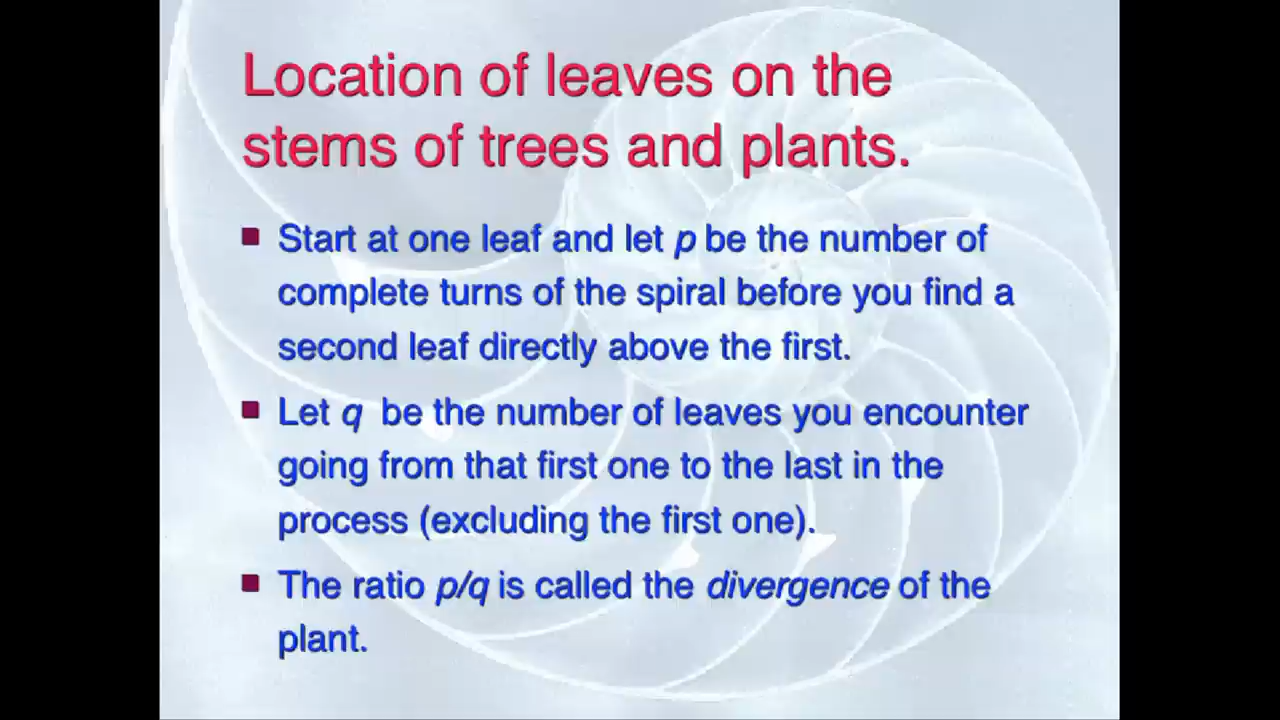 Location of leaves on the
stems of trees and plants.
Start at one leaf and let p be the number of
complete turns of the spiral before you find a
second leaf directly above the first.
Let q be the number of leaves you encounter
going from that first one to the last in the
process (excluding the first one).
The ratio p/q is called the divergence of the
plant.